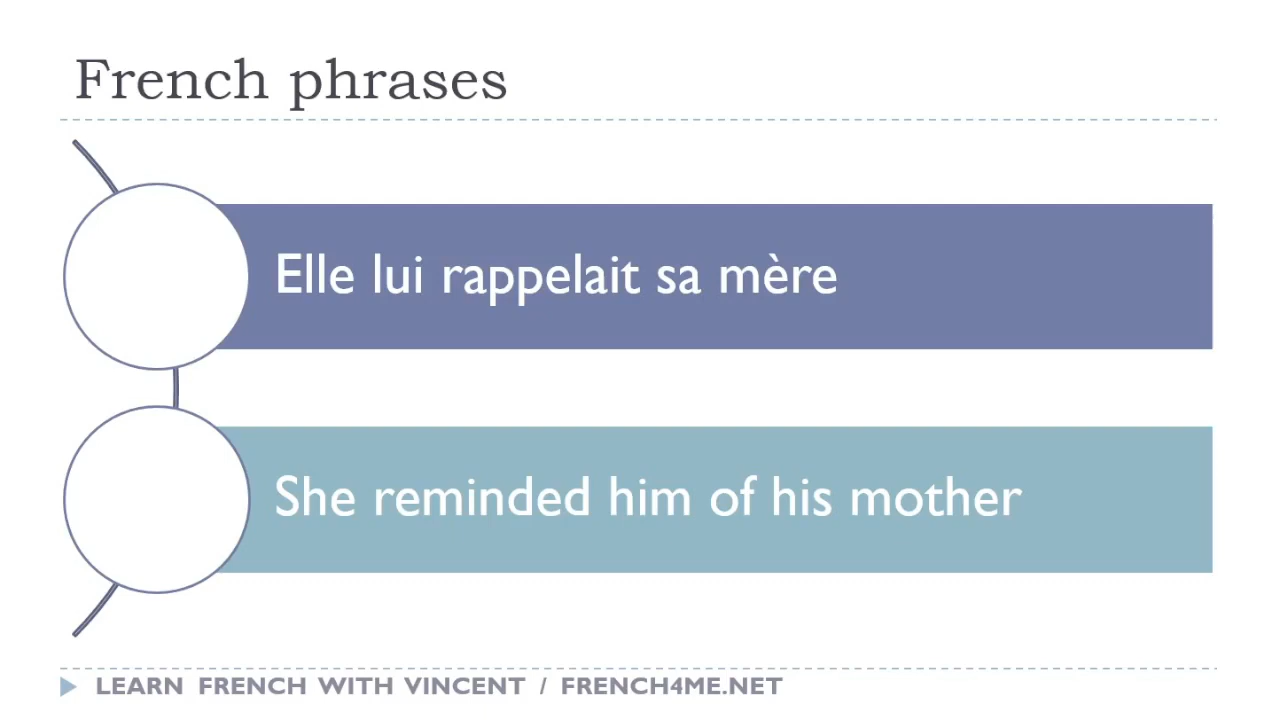 French phrases
Elle lui rappelait sa mère
She reminded him of his mother
LEARN FRENCH WITH VINCENT / FRENCH4ME.NET